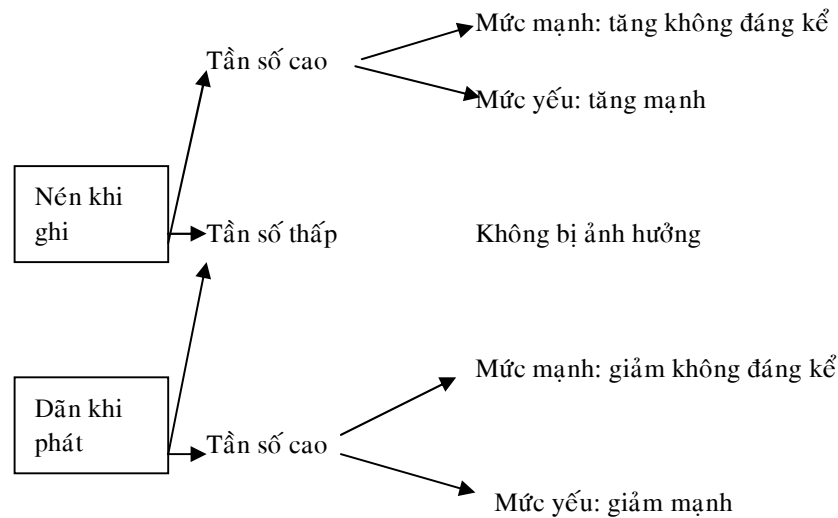 Mức mạnh: tăng không đáng kể
Tần số cao
Mức yếu: tăng mạnh
Nén khi
ghi
Tần số thấp
Không bị ảnh hưởng
Mức mạnh: giảm không đáng kể
Dãn khi
phát
Tần số cao
Mức yếu: giảm mạnh